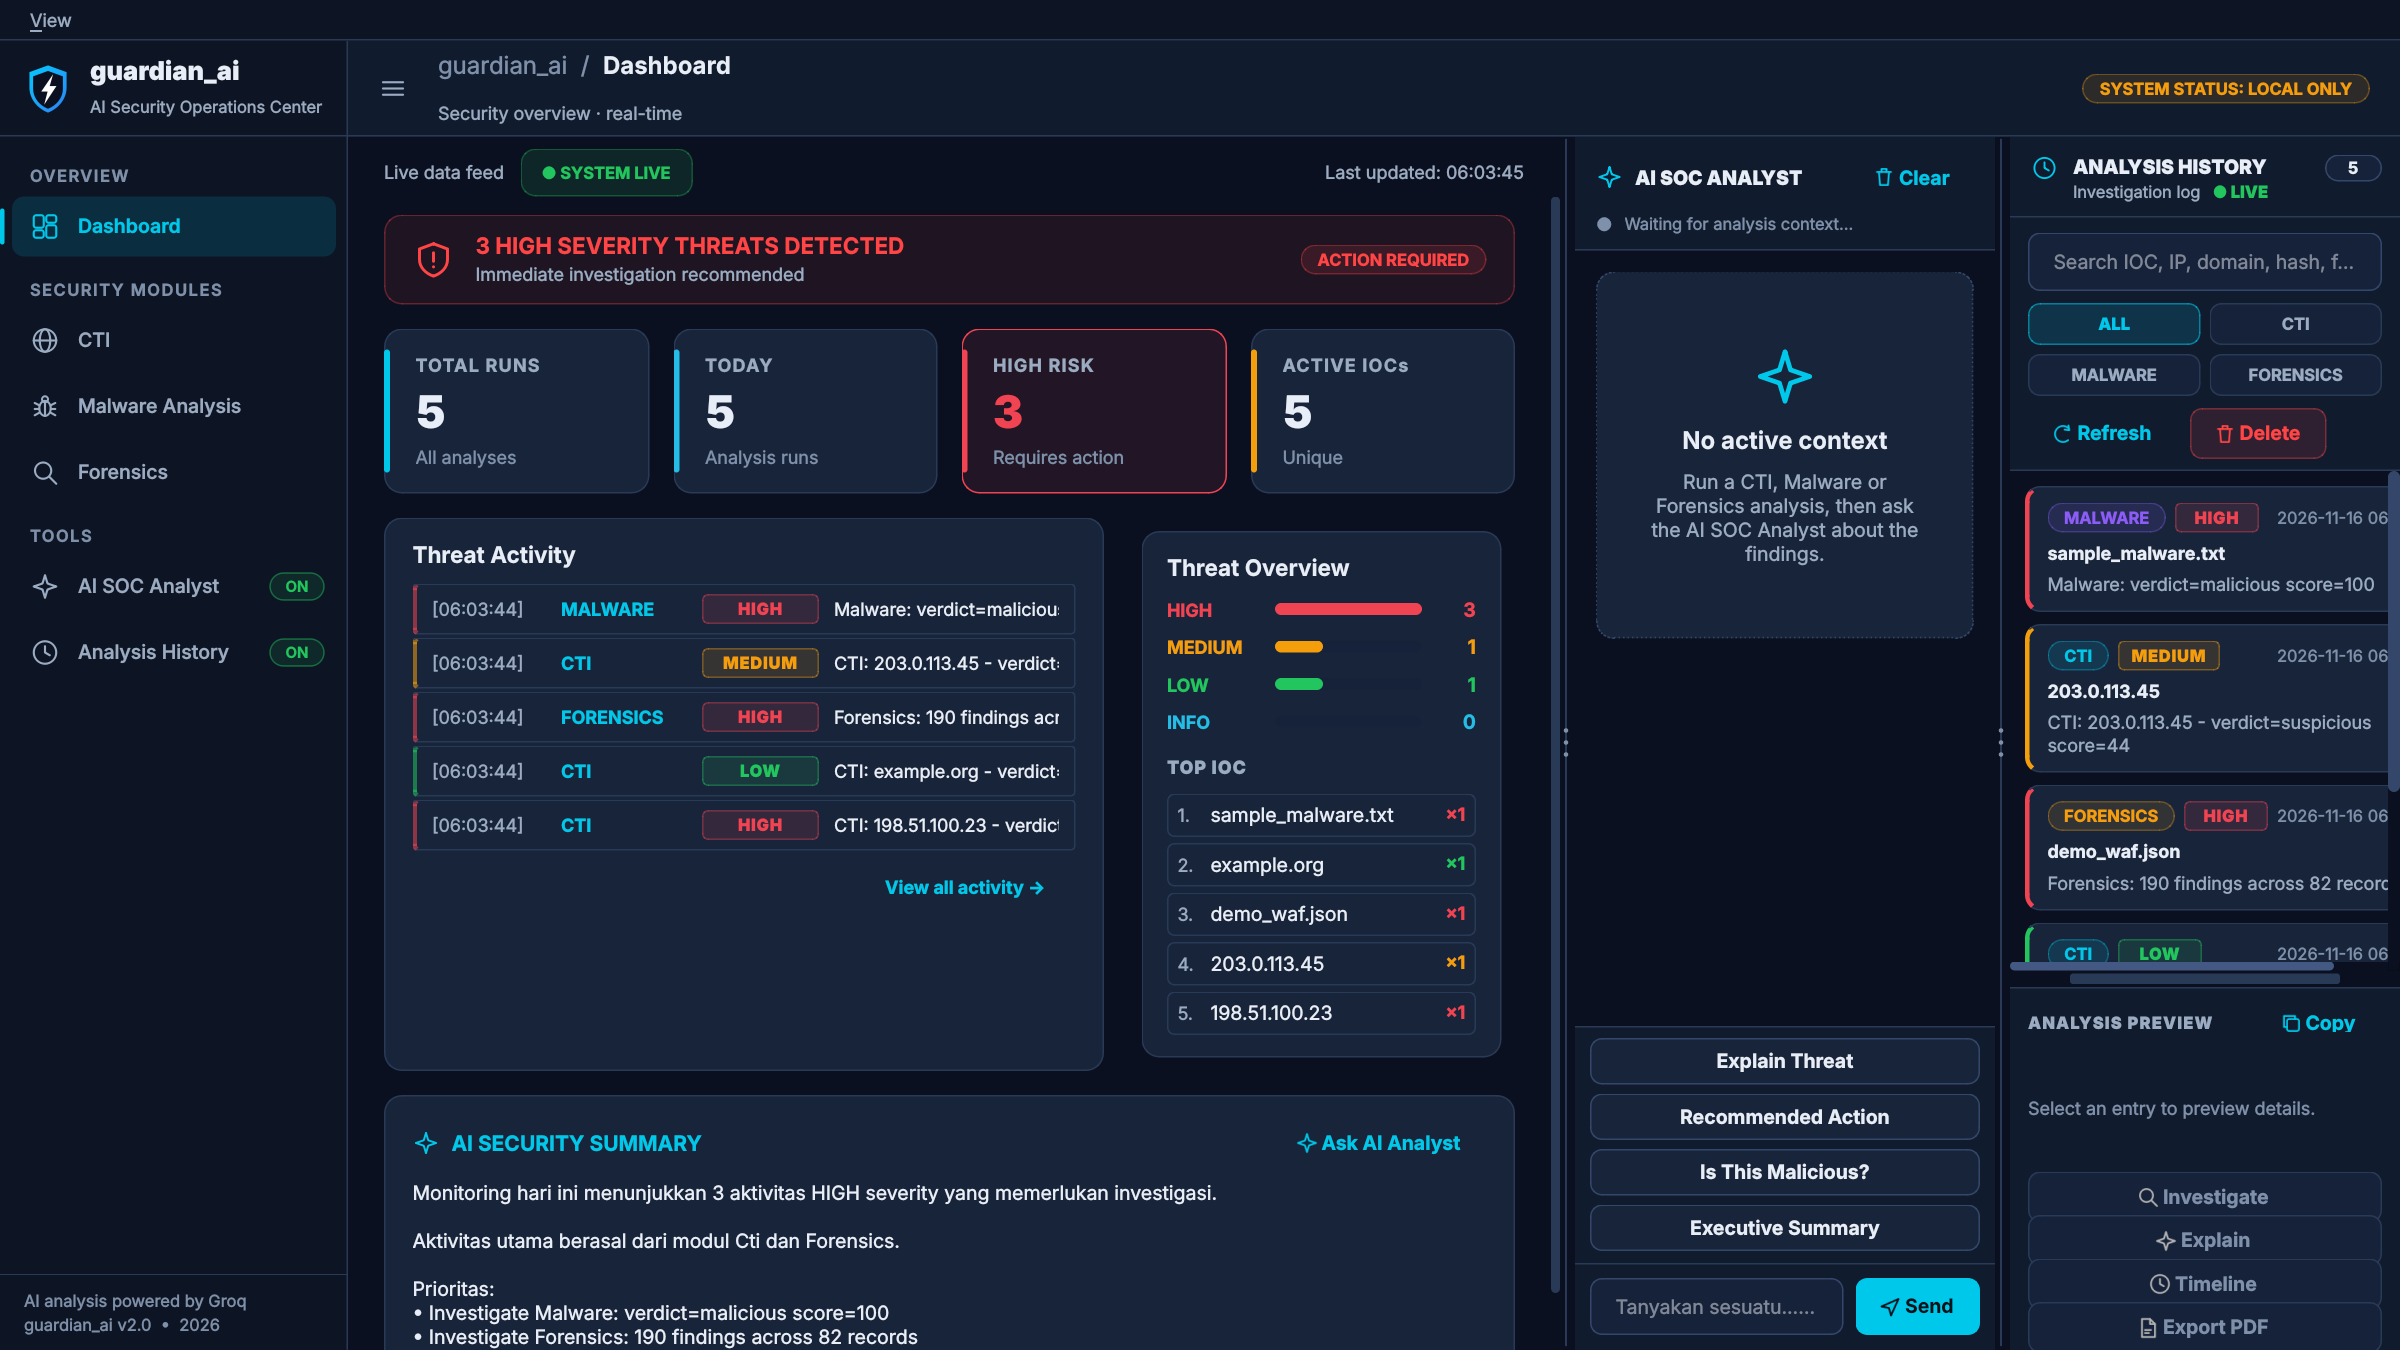 View
guardian_ai
AI Security Operations Center
OVERVIEW
Dashboard
SECURITY MODULES
CTI
Malware Analysis
Forensics
TOOLS
AI SOC Analyst ON
Analysis History ON
AI analysis powered by Groq
guardian_ai v2.0 • 2026
guardian_ai / Dashboard
Security overview · real-time
SYSTEM STATUS: LOCAL ONLY
Live data feed SYSTEM LIVE Last updated: 06:03:45
3 HIGH SEVERITY THREATS DETECTED
Immediate investigation recommended
ACTION REQUIRED
TOTAL RUNS
5
All analyses
TODAY
5
Analysis runs
HIGH RISK
3
Requires action
ACTIVE IOCs
5
Unique
Threat Activity
[06:03:44] MALWARE HIGH Malware: verdict=malicious
[06:03:44] CTI MEDIUM CTI: 203.0.113.45 - verdict=
[06:03:44] FORENSICS HIGH Forensics: 190 findings acr
[06:03:44] CTI LOW CTI: example.org - verdict=
[06:03:44] CTI HIGH CTI: 198.51.100.23 - verdict
View all activity →
Threat Overview
HIGH 3
MEDIUM 1
LOW 1
INFO 0
TOP IOC
1. sample_malware.txt ×1
2. example.org ×1
3. demo_waf.json ×1
4. 203.0.113.45 ×1
5. 198.51.100.23 ×1
AI SECURITY SUMMARY
Ask AI Analyst
Monitoring hari ini menunjukkan 3 aktivitas HIGH severity yang memerlukan investigasi.
Aktivitas utama berasal dari modul Cti dan Forensics.
Prioritas:
• Investigate Malware: verdict=malicious score=100
• Investigate Forensics: 190 findings across 82 records
AI SOC ANALYST Clear
Waiting for analysis context...
No active context
Run a CTI, Malware or
Forensics analysis, then ask
the AI SOC Analyst about the
findings.
Explain Threat
Recommended Action
Is This Malicious?
Executive Summary
Tanyakan sesuatu...... Send
ANALYSIS HISTORY 5
Investigation log LIVE
Search IOC, IP, domain, hash, f...
ALL CTI
MALWARE FORENSICS
Refresh Delete
MALWARE HIGH 2026-11-16 06
sample_malware.txt
Malware: verdict=malicious score=100
CTI MEDIUM 2026-11-16 06
203.0.113.45
CTI: 203.0.113.45 - verdict=suspicious
score=44
FORENSICS HIGH 2026-11-16 06
demo_waf.json
Forensics: 190 findings across 82 recorc
CTI LOW 2026-11-16 06
ANALYSIS PREVIEW Copy
Select an entry to preview details.
Investigate
Explain
Timeline
Export PDF